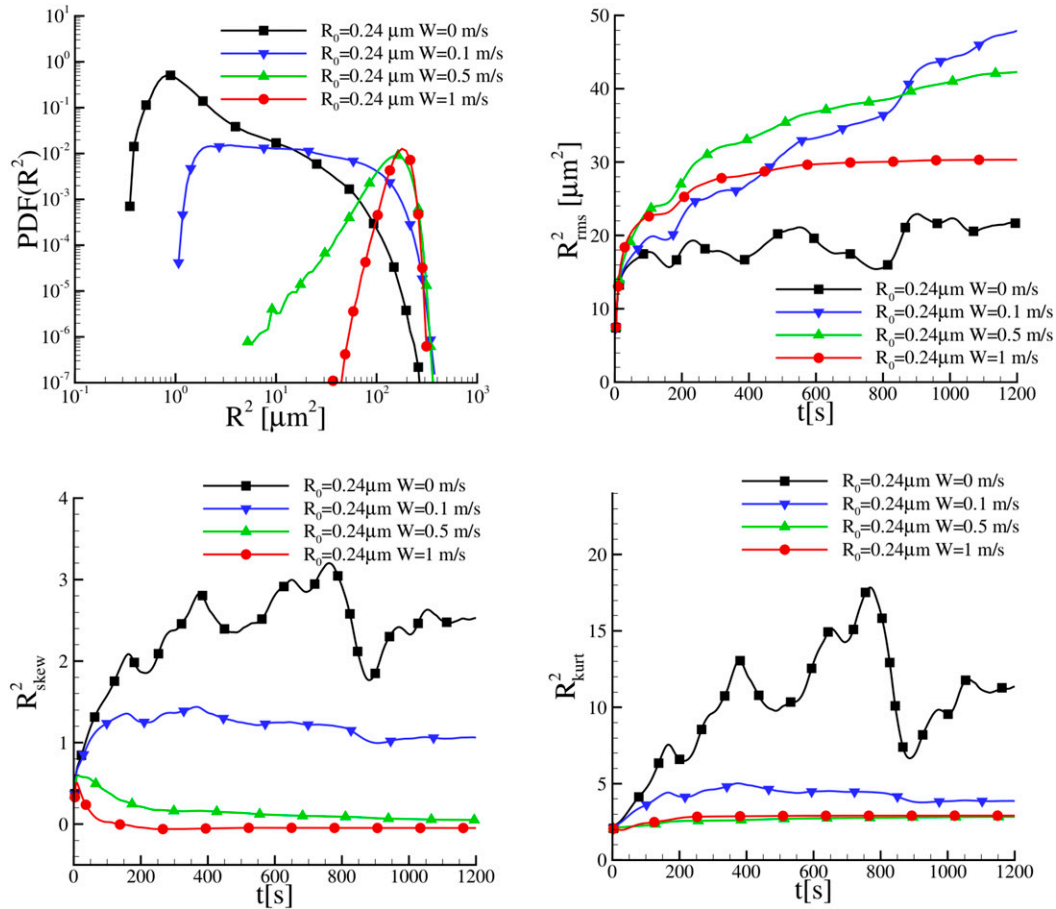 R₀=0.24 μm W=0 m/s
R₀=0.24 μm W=0.1 m/s
R₀=0.24 μm W=0.5 m/s
R₀=0.24 μm W=1 m/s
10¹
10⁰
10⁻¹
10⁻²
10⁻³
10⁻⁴
10⁻⁵
10⁻⁶
10⁻⁷
PDF(R²)
10⁻¹ 10⁰ 10¹ 10² 10³
R² [μm²]
50
40
30
20
10
0
R²rms [μm²]
R₀=0.24μm W=0 m/s
R₀=0.24μm W=0.1 m/s
R₀=0.24μm W=0.5 m/s
R₀=0.24μm W=1 m/s
0 200 400 600 800 1000 1200
t[s]
R₀=0.24μm W=0 m/s
R₀=0.24μm W=0.1 m/s
R₀=0.24μm W=0.5 m/s
R₀=0.24μm W=1 m/s
4
3
2
1
0
R²skew
0 200 400 600 800 1000 1200
t[s]
R₀=0.24μm W=0 m/s
R₀=0.24μm W=0.1 m/s
R₀=0.24μm W=0.5 m/s
R₀=0.24μm W=1 m/s
20
15
10
5
0
R²kurt
0 200 400 600 800 1000 1200
t[s]